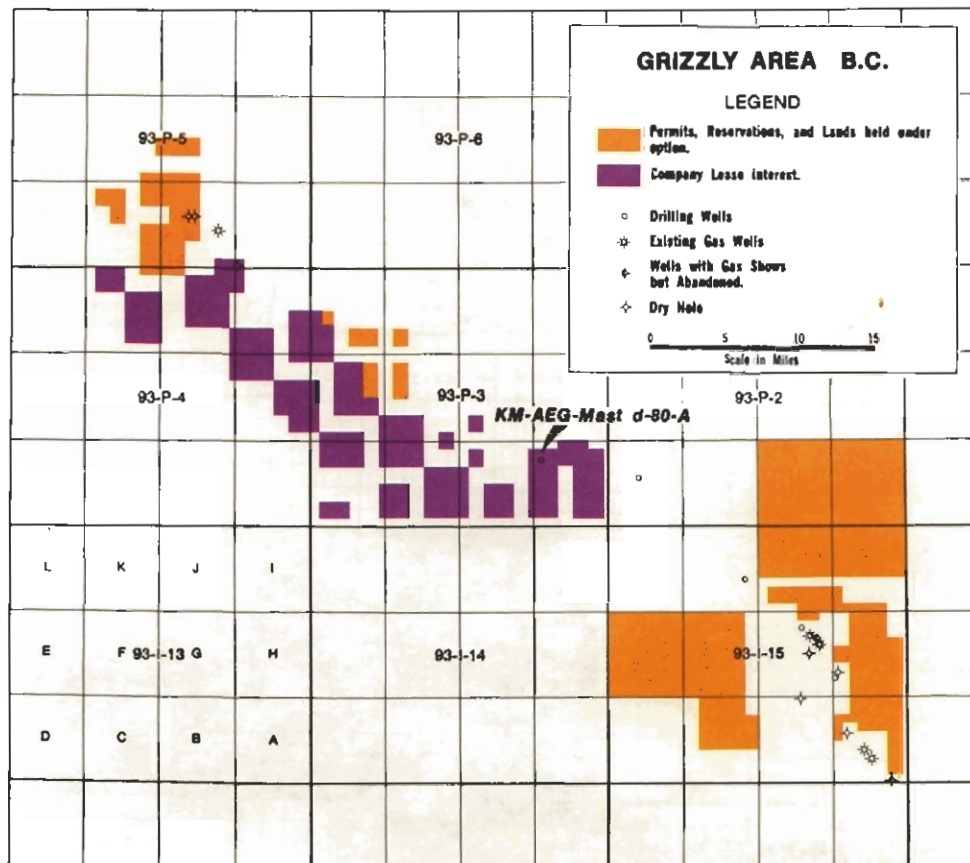 GRIZZLY AREA B.C.
LEGEND
Permits, Reservations, and Lands held under
option.
Company Lease Interest.
Drilling Wells
Existing Gas Wells
Wells with Gas Shows
but Abandoned.
Dry Hole
0 5 10 15
Scale in Miles
93-P-5
93-P-6
93-P-4
93-P-3
93-P-2
KM-AEG-Mast d-80-A
L K J I
E F 93-I-13 G H
93-I-14
93-I-15
D C B A